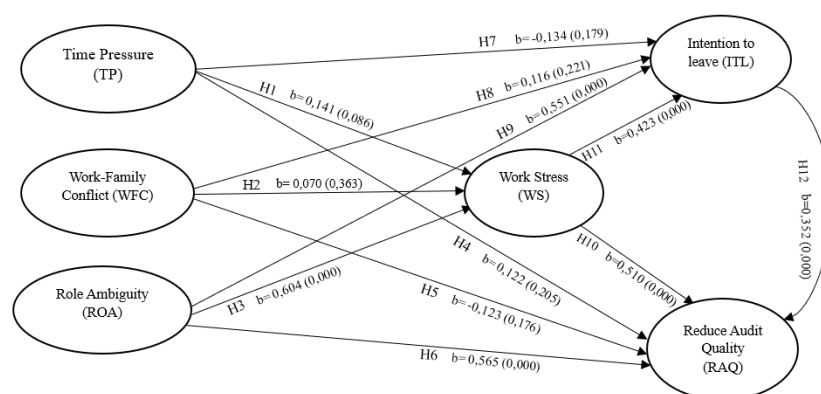 Time Pressure
(TP)
H7 b= -0,134 (0,179)
Intention to
leave (ITL)
H1 b= 0,141 (0,086)
H8 b= 0,116 (0,221)
H9 b= 0,551 (0,000)
H11 b=0,423 (0,000)
Work-Family
Conflict (WFC)
H2 b= 0,070 (0,363)
Work Stress
(WS)
H12 b=0,352 (0,000)
H10 b=0,510 (0,000)
H4 b= 0,122 (0,205)
Role Ambiguity
(ROA)
H3 b= 0,604 (0,000)
H5 b= -0,123 (0,176)
H6 b= 0,565 (0,000)
Reduce Audit
Quality
(RAQ)